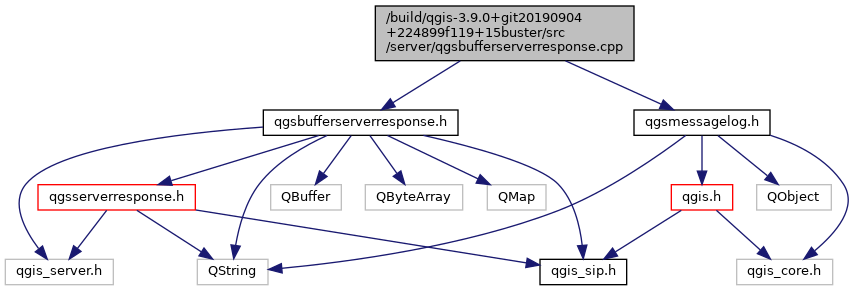 /build/qgis-3.9.0+git20190904
+224899f119+15buster/src
/server/qgsbufferserverresponse.cpp
qgsbufferserverresponse.h
qgsmessagelog.h
qgsserverresponse.h
QBuffer
QByteArray
QMap
qgis.h
QObject
qgis_server.h
QString
qgis_sip.h
qgis_core.h